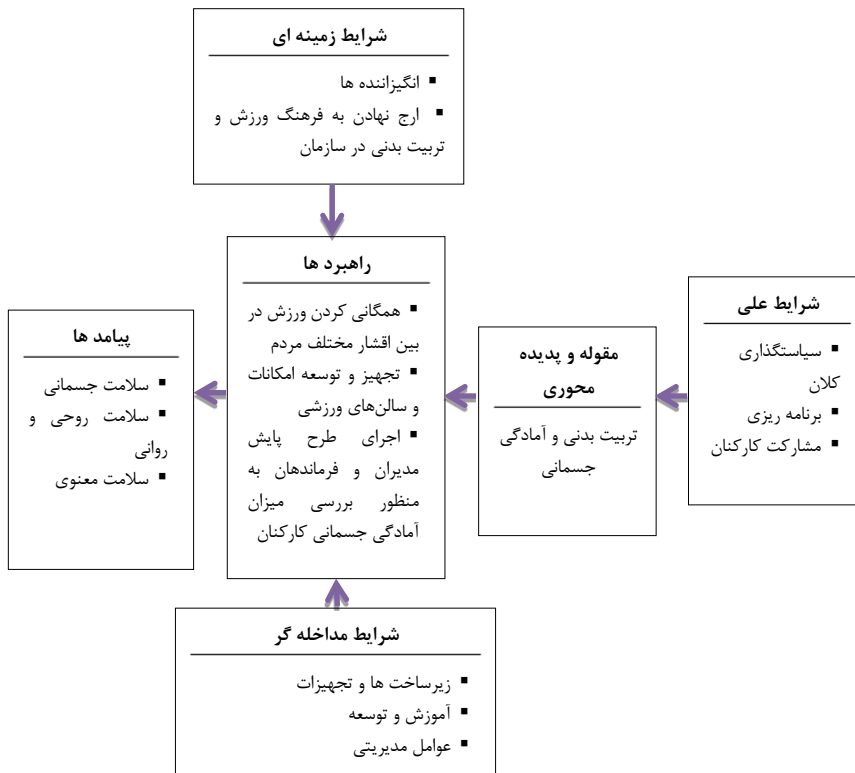 شرایط زمینه ای
▪ انگیزاننده ها
▪ ارج نهادن به فرهنگ ورزش و
تربیت بدنی در سازمان
شرایط علی
▪ سیاستگذاری
کلان
▪ برنامه ریزی
▪ مشارکت کارکنان
مقوله و پدیده
محوری
تربیت بدنی و آمادگی
جسمانی
راهبرد ها
▪ همگانی کردن ورزش در
بین اقشار مختلف مردم
▪ تجهیز و توسعه امکانات
و سالن‌های ورزشی
▪ اجرای طرح پایش
مدیران و فرماندهان به
منظور بررسی میزان
آمادگی جسمانی کارکنان
پیامد ها
▪ سلامت جسمانی
▪ سلامت روحی و
روانی
▪ سلامت معنوی
شرایط مداخله گر
▪ زیرساخت ها و تجهیزات
▪ آموزش و توسعه
▪ عوامل مدیریتی